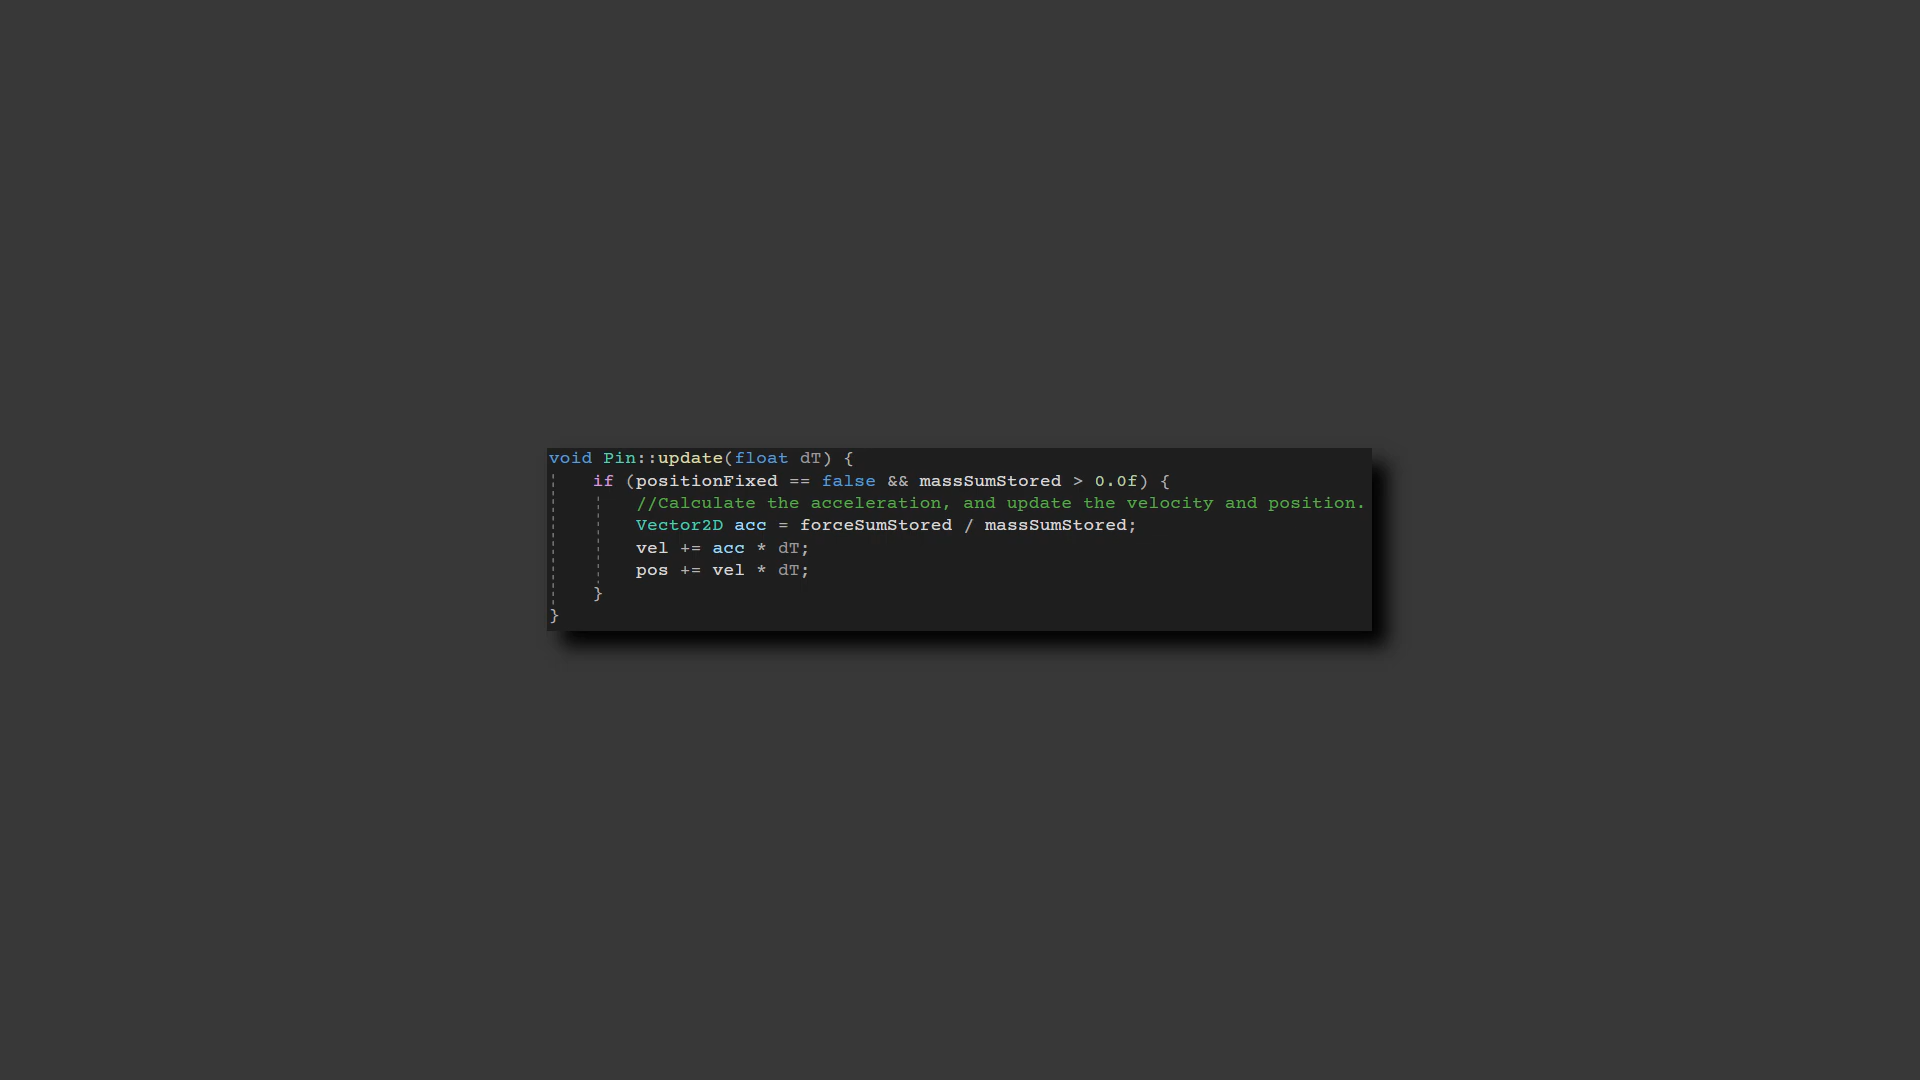 void Pin::update(float dT) {
if (positionFixed == false && massSumStored > 0.0f) {
//Calculate the acceleration, and update the velocity and position.
Vector2D acc = forceSumStored / massSumStored;
vel += acc * dT;
pos += vel * dT;
}
}